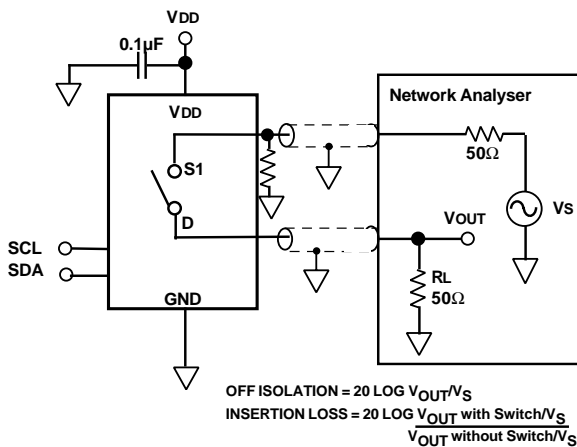 VDD
0.1µF
VDD
Network Analyser
S1
50Ω
D
VS
VOUT
SCL
SDA
RL
50Ω
GND
OFF ISOLATION = 20 LOG VOUT/VS
INSERTION LOSS = 20 LOG VOUT with Switch/VS
VOUT without Switch/VS